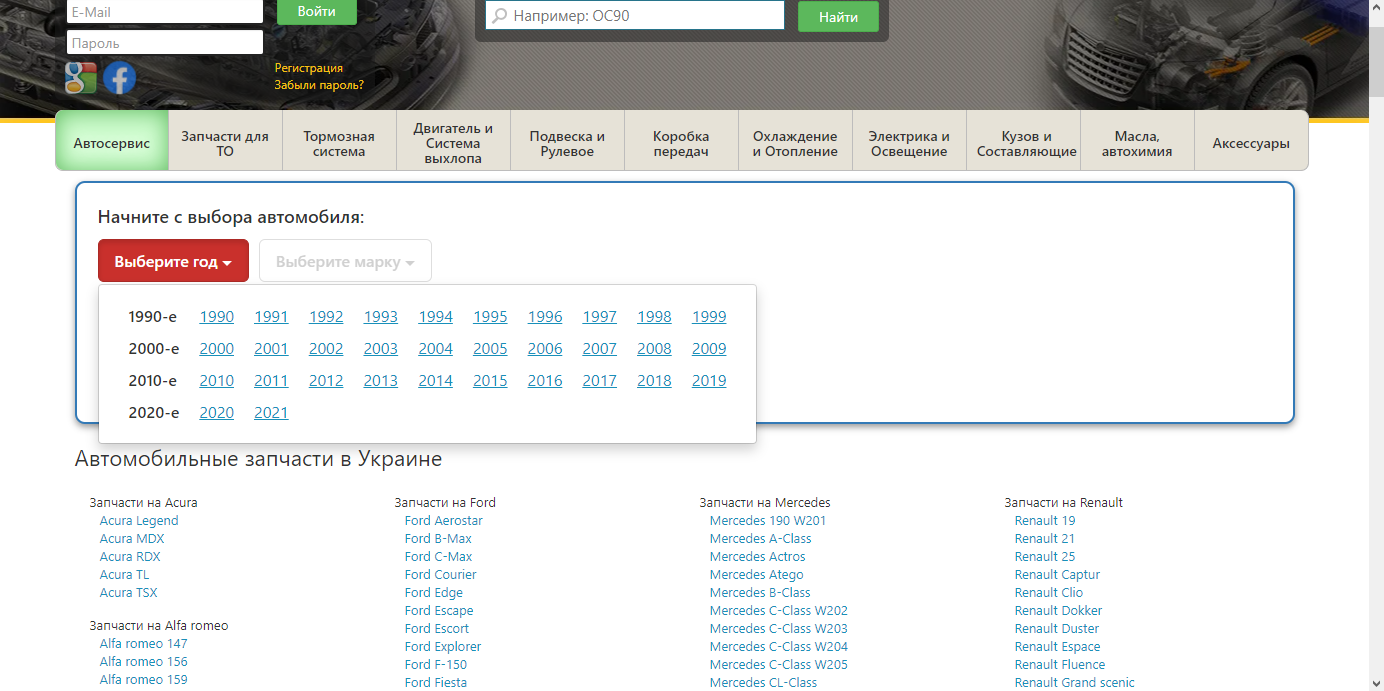 E-Mail
Войти
Например: ОС90
Найти
Пароль
Регистрация
Забыли пароль?
Автосервис
Запчасти для ТО
Тормозная система
Двигатель и Система выхлопа
Подвеска и Рулевое
Коробка передач
Охлаждение и Отопление
Электрика и Освещение
Кузов и Составляющие
Масла, автохимия
Аксессуары
Начните с выбора автомобиля:
Выберите год
Выберите марку
1990-е 1990 1991 1992 1993 1994 1995 1996 1997 1998 1999
2000-е 2000 2001 2002 2003 2004 2005 2006 2007 2008 2009
2010-е 2010 2011 2012 2013 2014 2015 2016 2017 2018 2019
2020-е 2020 2021
Автомобильные запчасти в Украине
Запчасти на Acura
Acura Legend
Acura MDX
Acura RDX
Acura TL
Acura TSX
Запчасти на Alfa romeo
Alfa romeo 147
Alfa romeo 156
Alfa romeo 159
Запчасти на Ford
Ford Aerostar
Ford B-Max
Ford C-Max
Ford Courier
Ford Edge
Ford Escape
Ford Escort
Ford Explorer
Ford F-150
Ford Fiesta
Запчасти на Mercedes
Mercedes 190 W201
Mercedes A-Class
Mercedes Actros
Mercedes Atego
Mercedes B-Class
Mercedes C-Class W202
Mercedes C-Class W203
Mercedes C-Class W204
Mercedes C-Class W205
Mercedes CL-Class
Запчасти на Renault
Renault 19
Renault 21
Renault 25
Renault Captur
Renault Clio
Renault Dokker
Renault Duster
Renault Espace
Renault Fluence
Renault Grand scenic